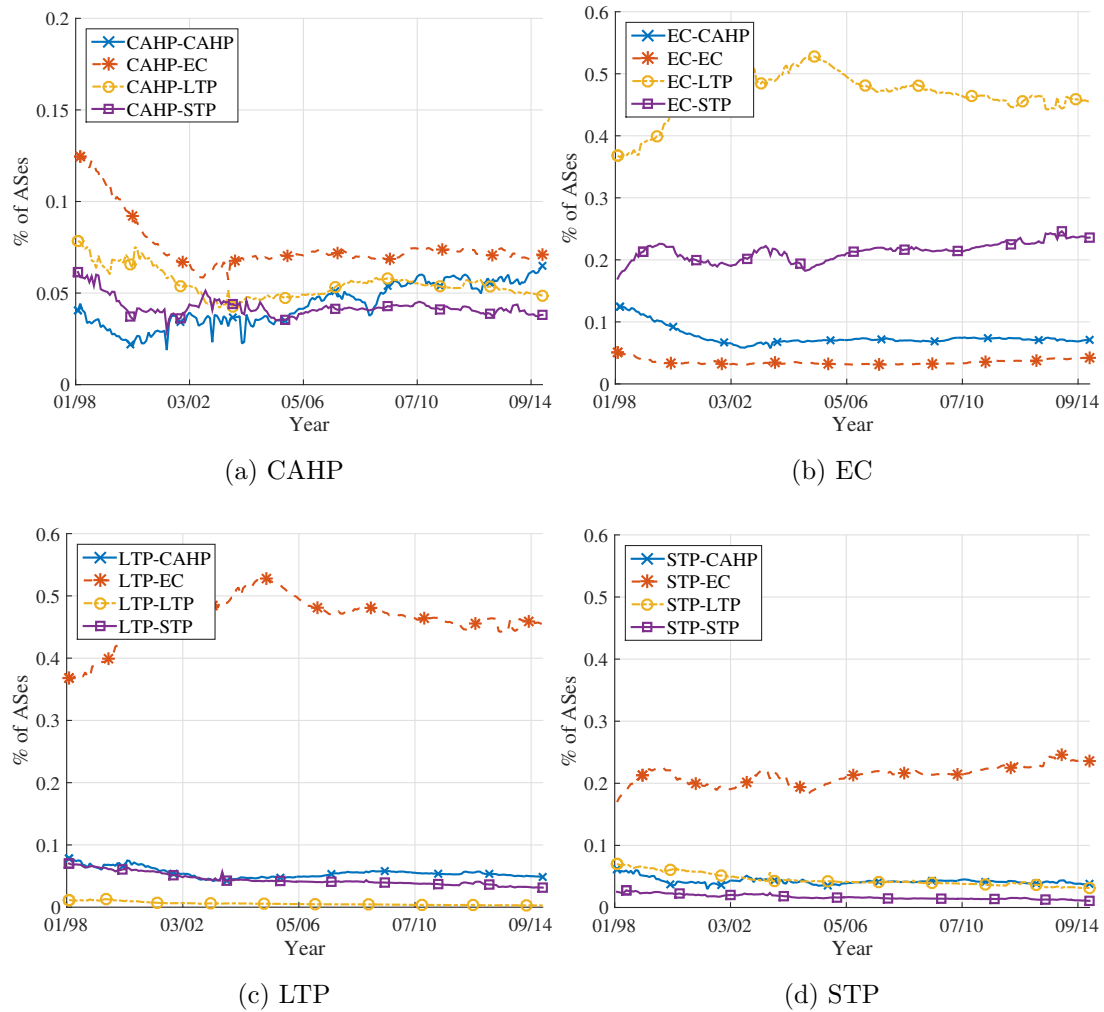 0.2
0.15
0.1
0.05
0
% of ASes
CAHP-CAHP
CAHP-EC
CAHP-LTP
CAHP-STP
01/98 03/02 05/06 07/10 09/14
Year
(a) CAHP
0.6
0.5
0.4
0.3
0.2
0.1
0
% of ASes
EC-CAHP
EC-EC
EC-LTP
EC-STP
01/98 03/02 05/06 07/10 09/14
Year
(b) EC
0.6
0.5
0.4
0.3
0.2
0.1
0
% of ASes
LTP-CAHP
LTP-EC
LTP-LTP
LTP-STP
01/98 03/02 05/06 07/10 09/14
Year
(c) LTP
0.6
0.5
0.4
0.3
0.2
0.1
0
% of ASes
STP-CAHP
STP-EC
STP-LTP
STP-STP
01/98 03/02 05/06 07/10 09/14
Year
(d) STP